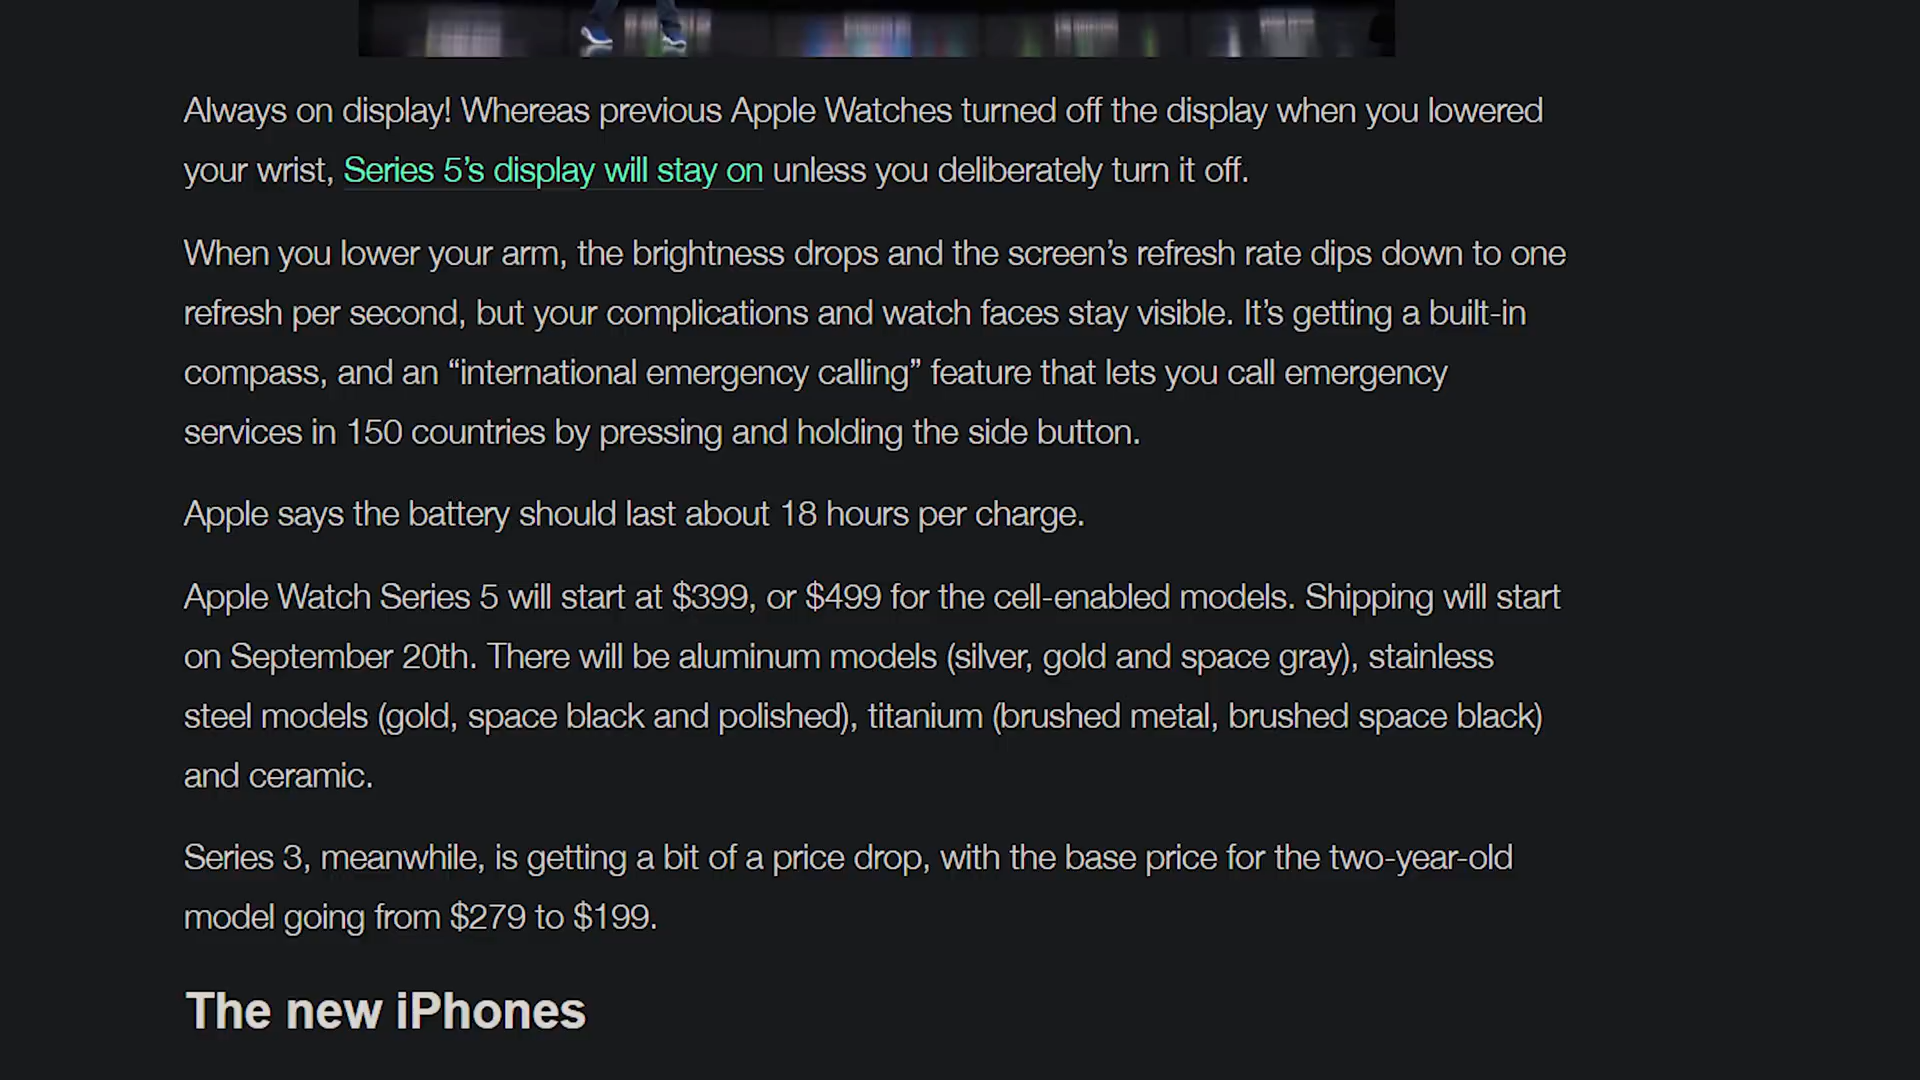 Always on display! Whereas previous Apple Watches turned off the display when you lowered
your wrist, Series 5’s display will stay on unless you deliberately turn it off.
When you lower your arm, the brightness drops and the screen’s refresh rate dips down to one
refresh per second, but your complications and watch faces stay visible. It’s getting a built-in
compass, and an “international emergency calling” feature that lets you call emergency
services in 150 countries by pressing and holding the side button.
Apple says the battery should last about 18 hours per charge.
Apple Watch Series 5 will start at $399, or $499 for the cell-enabled models. Shipping will start
on September 20th. There will be aluminum models (silver, gold and space gray), stainless
steel models (gold, space black and polished), titanium (brushed metal, brushed space black)
and ceramic.
Series 3, meanwhile, is getting a bit of a price drop, with the base price for the two-year-old
model going from $279 to $199.
The new iPhones